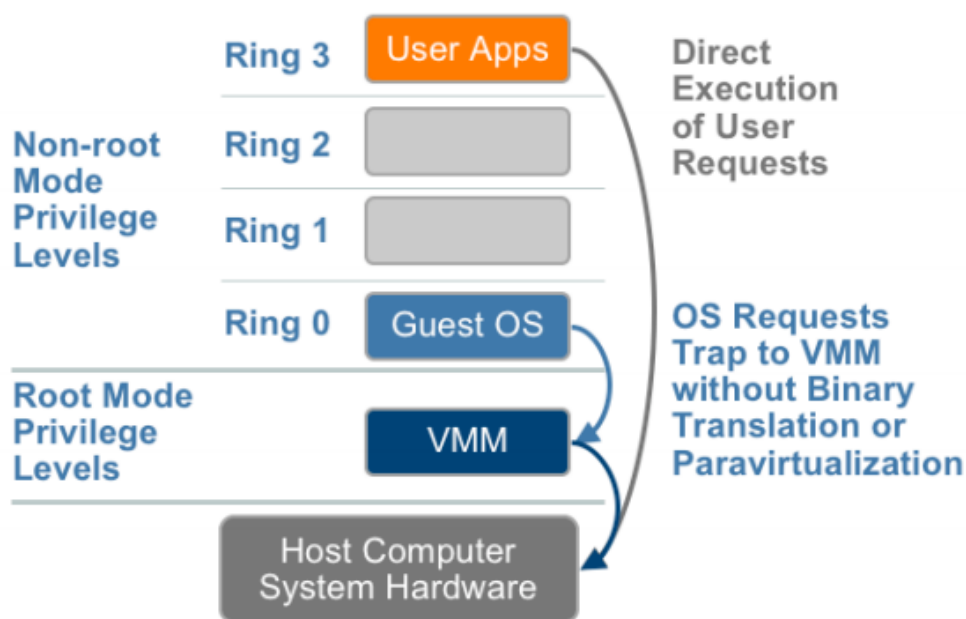 Ring 3
User Apps
Direct
Execution
of User
Requests
Non-root
Mode
Privilege
Levels
Ring 2
Ring 1
Ring 0
Guest OS
OS Requests
Trap to VMM
without Binary
Translation or
Paravirtualization
Root Mode
Privilege
Levels
VMM
Host Computer
System Hardware